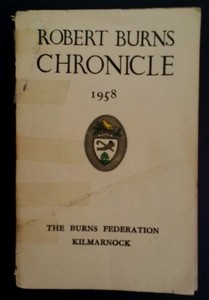 ROBERT BURNS
CHRONICLE
1958
THE BURNS FEDERATION
KILMARNOCK